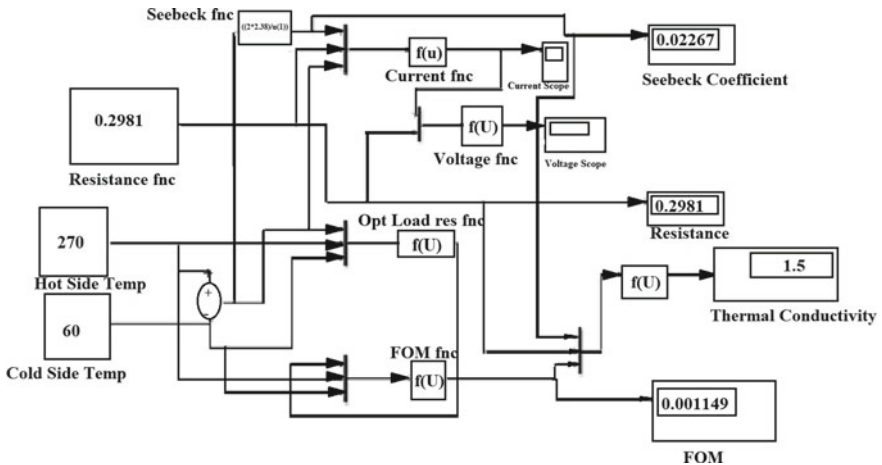 Seebeck fnc
((2*2.38)/u(1))
f(u)
Current fnc
Current Scope
0.02267
Seebeck Coefficient
0.2981
Resistance fnc
f(U)
Voltage fnc
Voltage Scope
0.2981
Resistance
270
Hot Side Temp
Opt Load res fnc
f(U)
f(U)
1.5
Thermal Conductivity
+
-
60
Cold Side Temp
FOM fnc
f(U)
0.001149
FOM